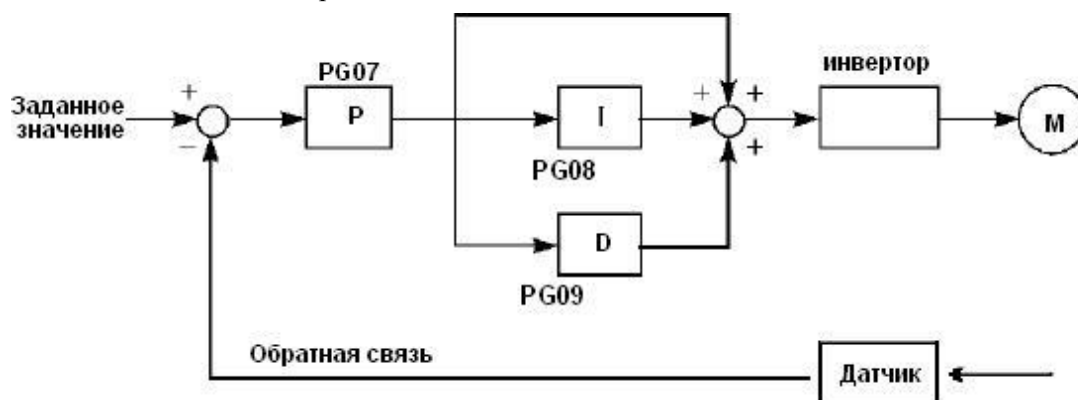 PG07
инвертор
+
Заданное
значение
−
P
I
+
+
+
M
PG08
D
PG09
Обратная связь
Датчик